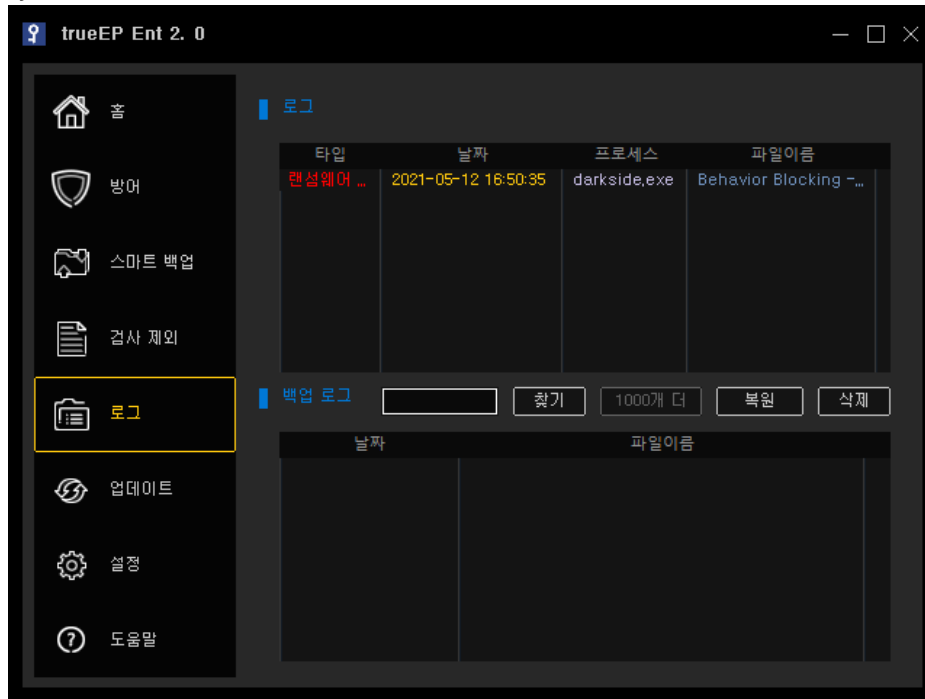 trueEP Ent 2. 0
홈
방어
스마트 백업
검사 제외
로그
업데이트
설정
도움말
로그
타입 날짜 프로세스 파일이름
랜섬웨어 ... 2021-05-12 16:50:35 darkside,exe Behavior Blocking -...
백업 로그 찾기 1000개 더 복원 삭제
날짜 파일이름